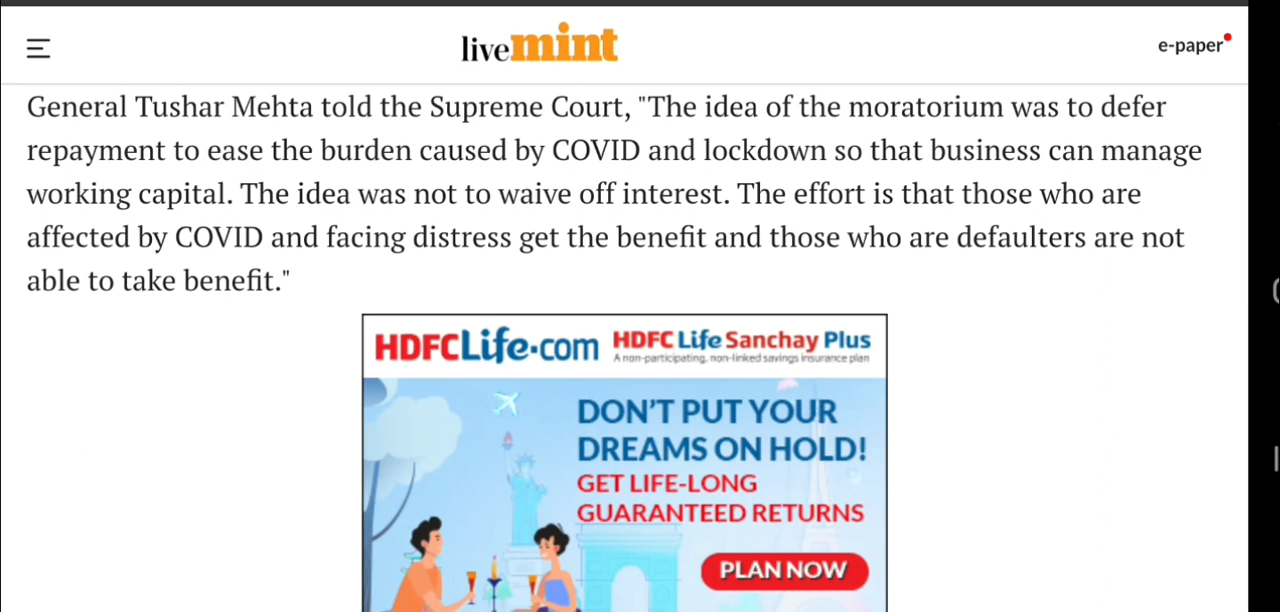 livemint
e-paper
General Tushar Mehta told the Supreme Court, "The idea of the moratorium was to defer
repayment to ease the burden caused by COVID and lockdown so that business can manage
working capital. The idea was not to waive off interest. The effort is that those who are
affected by COVID and facing distress get the benefit and those who are defaulters are not
able to take benefit."
HDFCLife.com
HDFC Life Sanchay Plus
A non-participating, non-linked savings insurance plan
DON'T PUT YOUR
DREAMS ON HOLD!
GET LIFE-LONG
GUARANTEED RETURNS
PLAN NOW